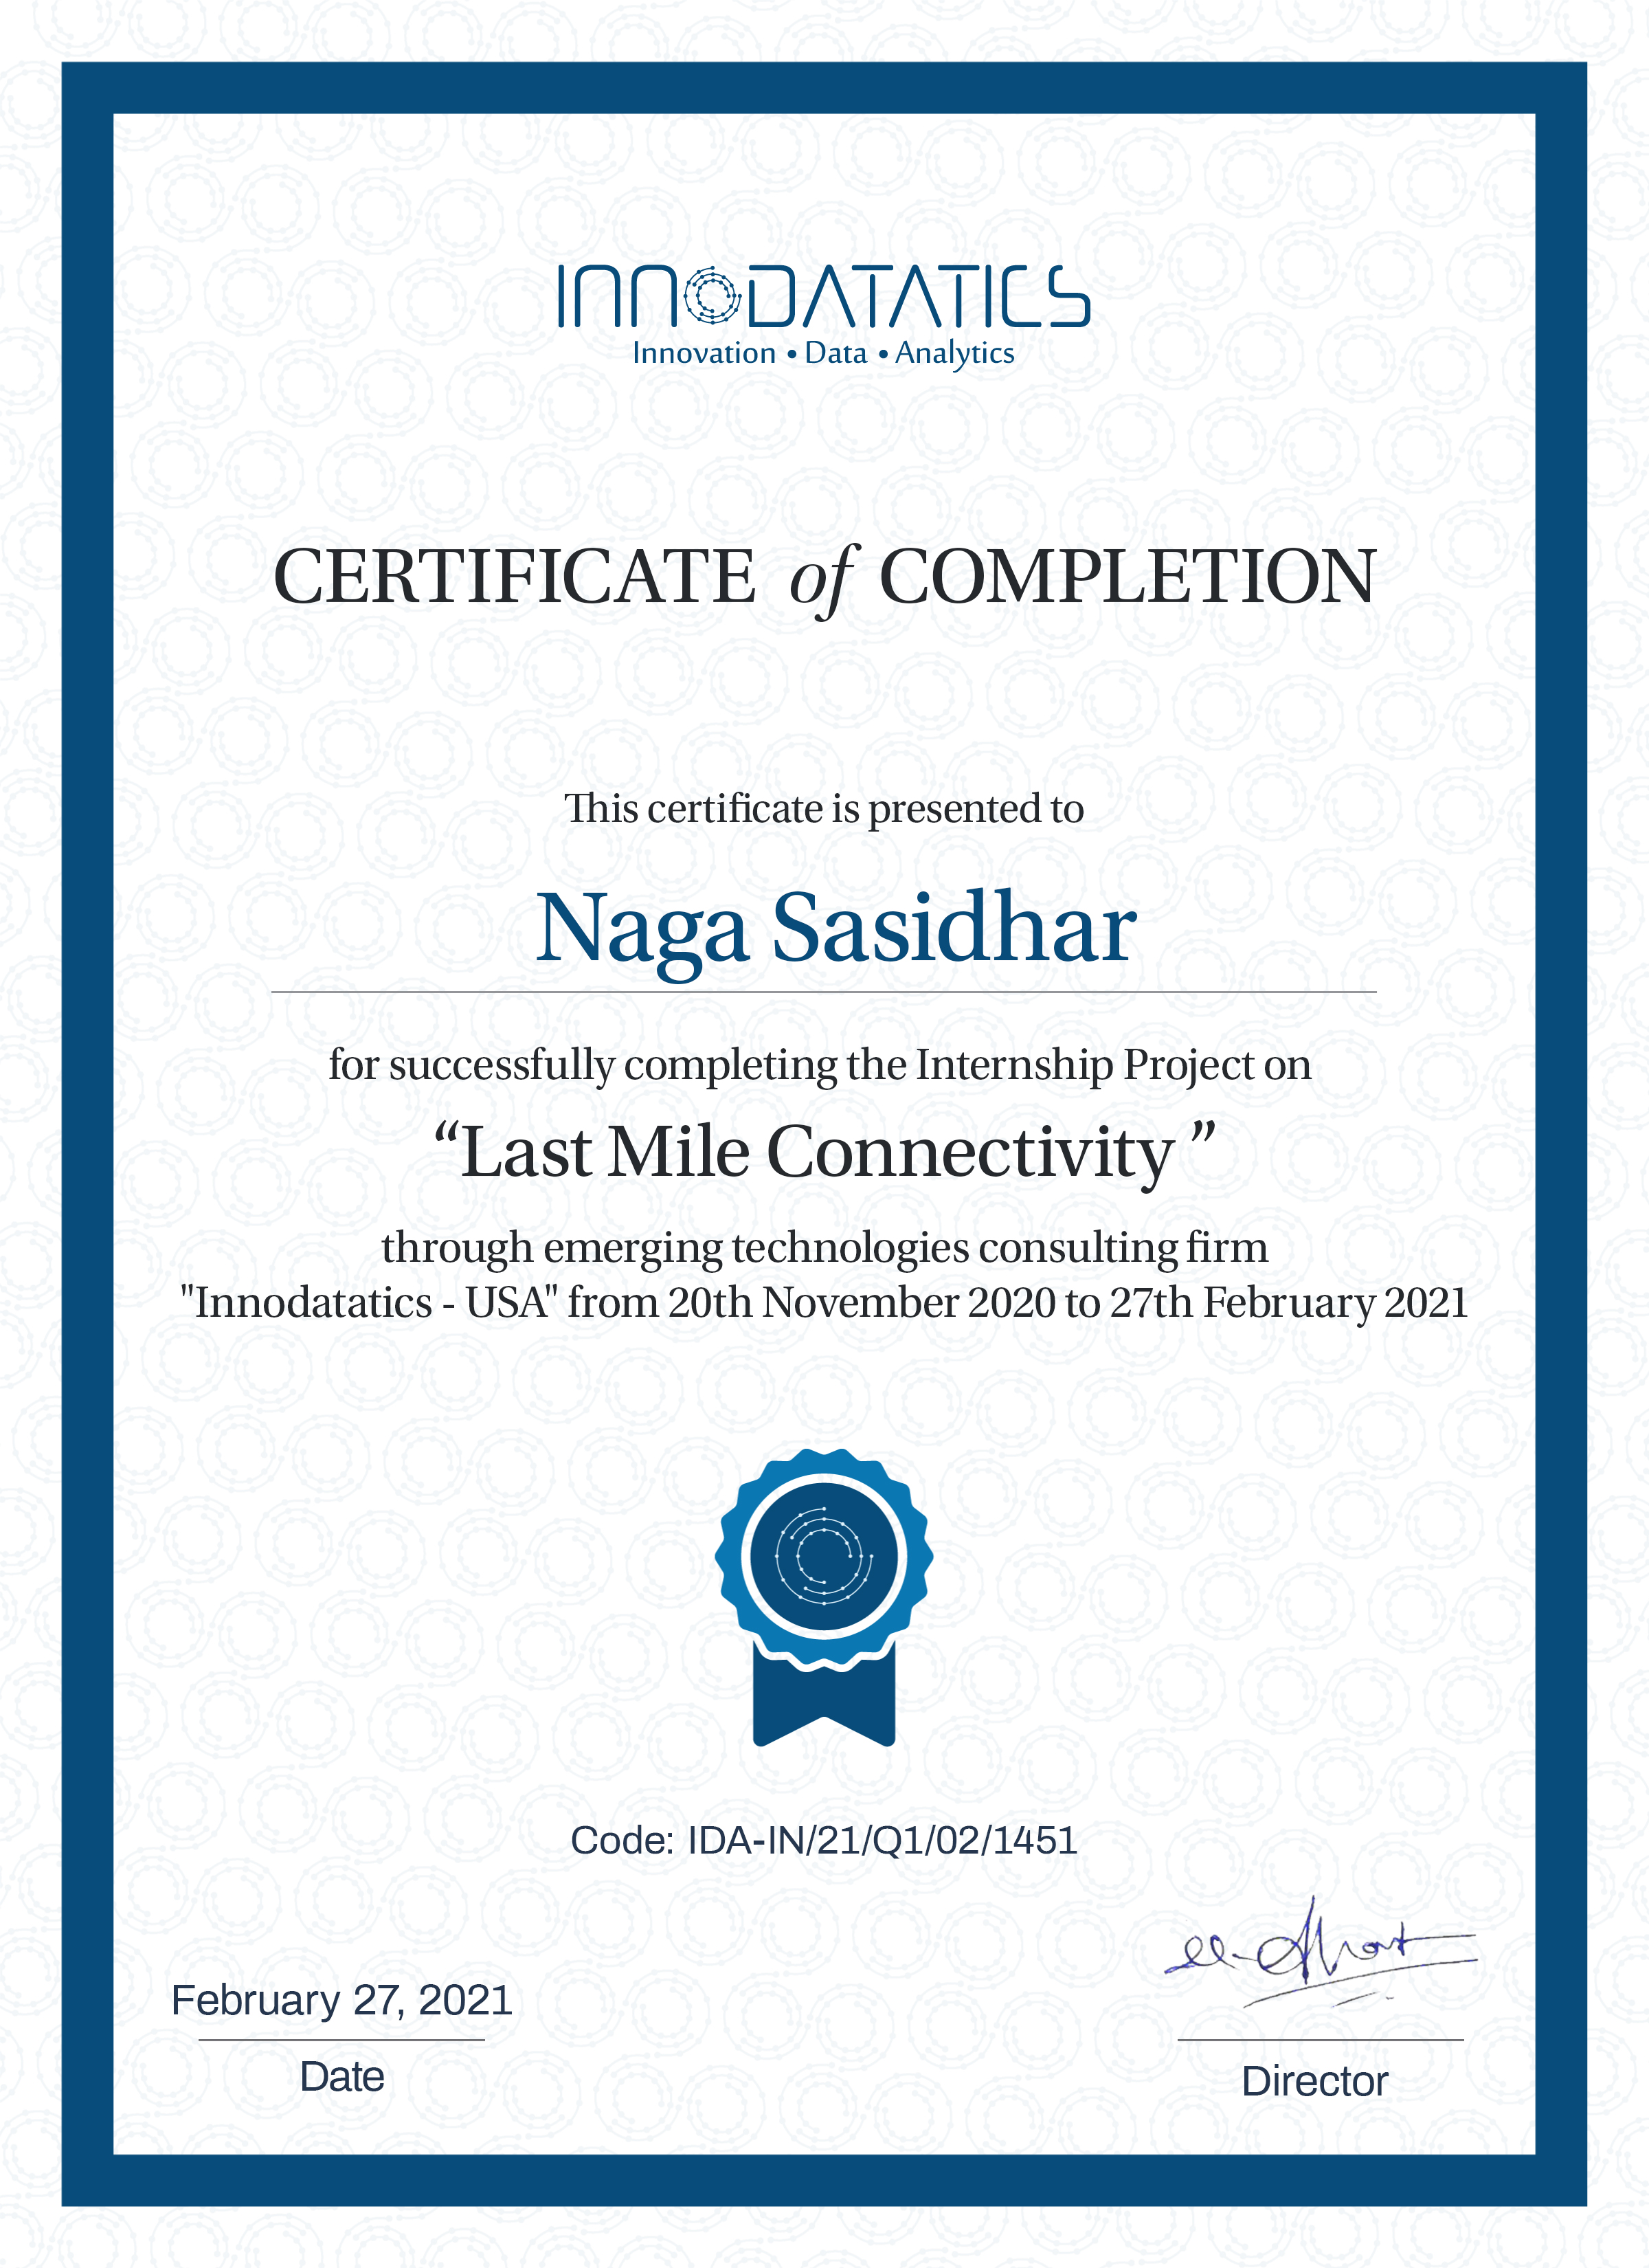 INNODATATICS
Innovation • Data • Analytics
CERTIFICATE of COMPLETION
This certificate is presented to
Naga Sasidhar
for successfully completing the Internship Project on
“Last Mile Connectivity”
through emerging technologies consulting firm
"Innodatatics - USA" from 20th November 2020 to 27th February 2021
Code: IDA-IN/21/Q1/02/1451
February 27, 2021
Date
Director